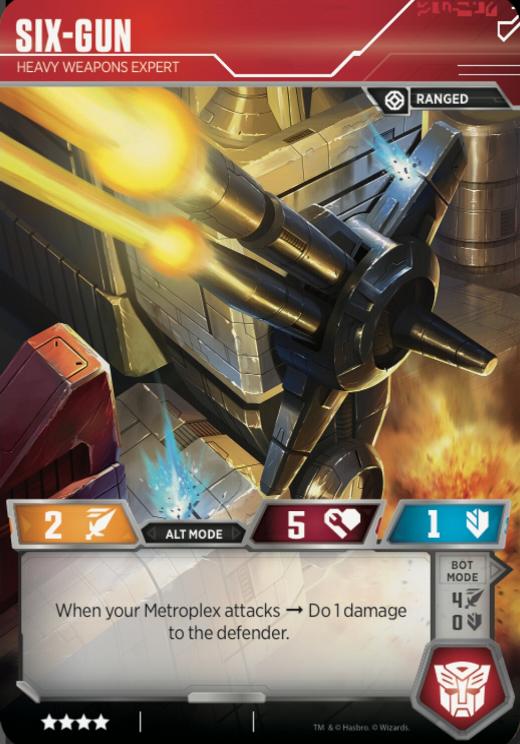 SIX-GUN
HEAVY WEAPONS EXPERT
RANGED
2
ALT MODE
5
1
BOT
MODE
4
0
When your Metroplex attacks → Do 1 damage
to the defender.
TM & © Hasbro. © Wizards.